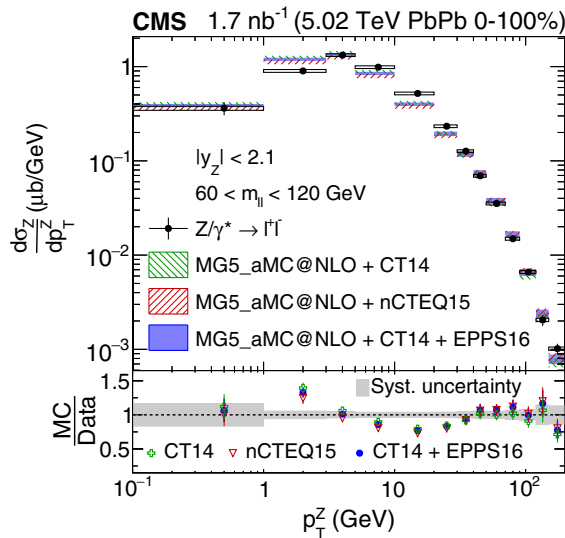 CMS 1.7 nb⁻¹ (5.02 TeV PbPb 0-100%)
dσ_Z/dp_T^Z (μb/GeV)
1
10⁻¹
10⁻²
10⁻³
|y_Z| < 2.1
60 < m_ll < 120 GeV
Z/γ* → l⁺l⁻
MG5_aMC@NLO + CT14
MG5_aMC@NLO + nCTEQ15
MG5_aMC@NLO + CT14 + EPPS16
MC/Data
1.5
1
0.5
Syst. uncertainty
CT14 nCTEQ15 CT14 + EPPS16
10⁻¹ 1 10 10²
p_T^Z (GeV)